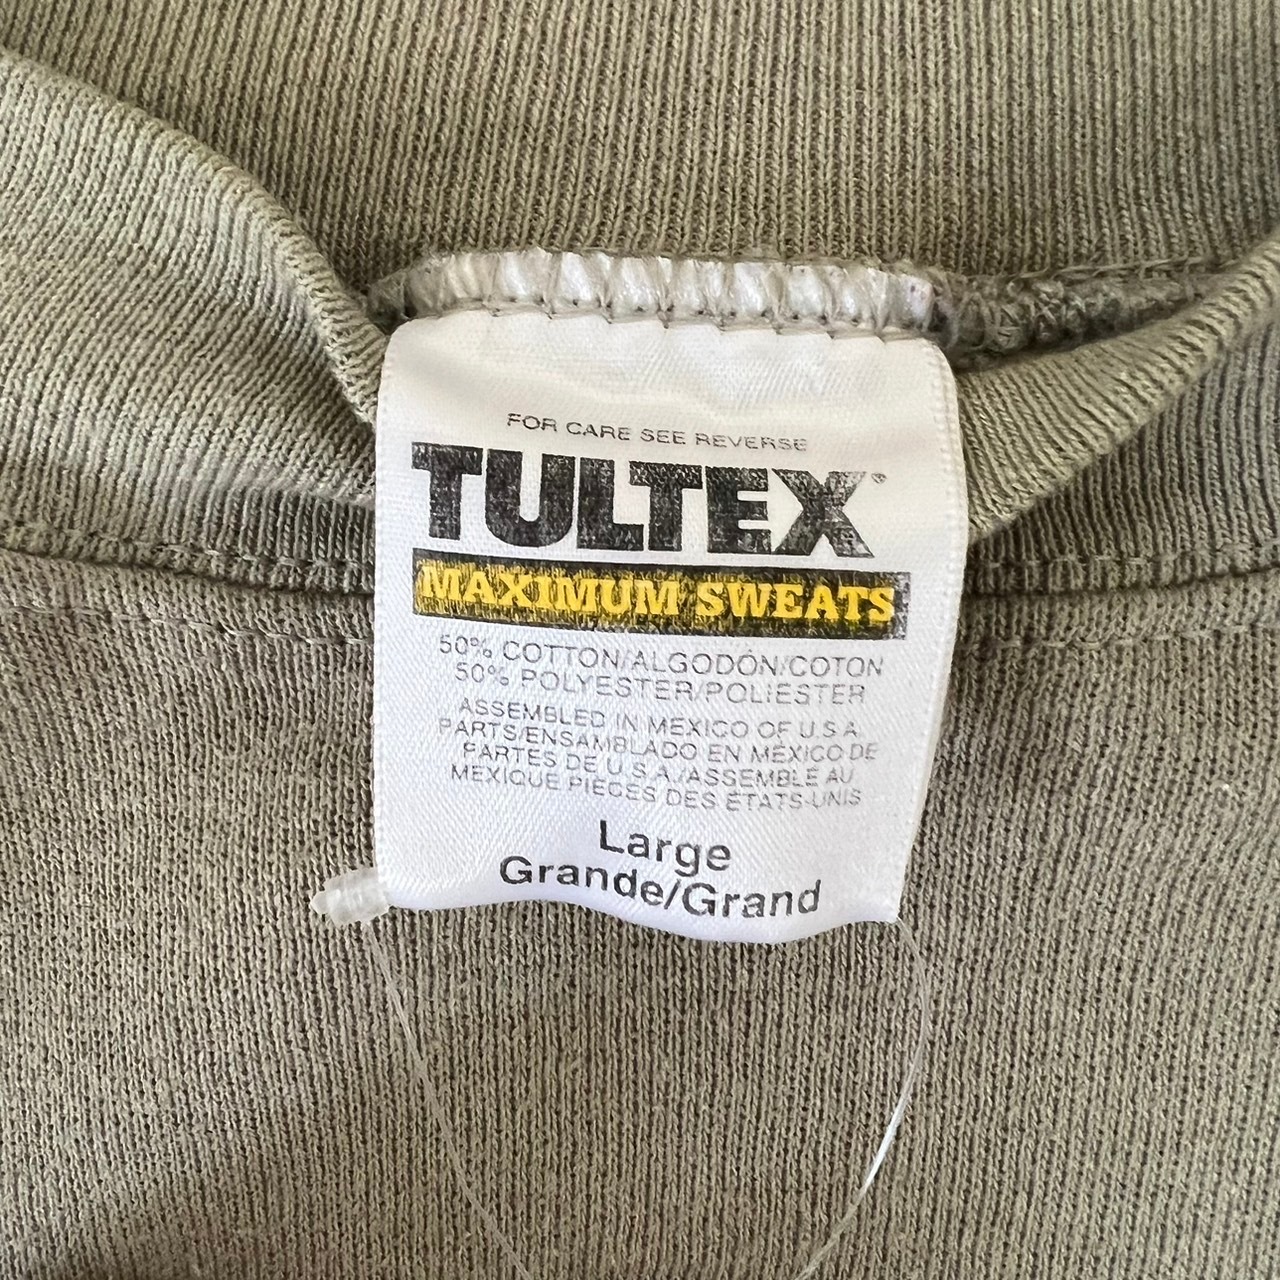 FOR CARE SEE REVERSE
TULTEX®
MAXIMUM SWEATS
50% COTTON/ALGODÓN/COTON
50% POLYESTER/POLIESTER
ASSEMBLED IN MEXICO OF U.S.A.
PARTS/ENSAMBLADO EN MÉXICO DE
PARTES DE U.S.A./ASSEMBLÉ AU
MEXIQUE PIÈCES DES ÉTATS-UNIS
Large
Grande/Grand